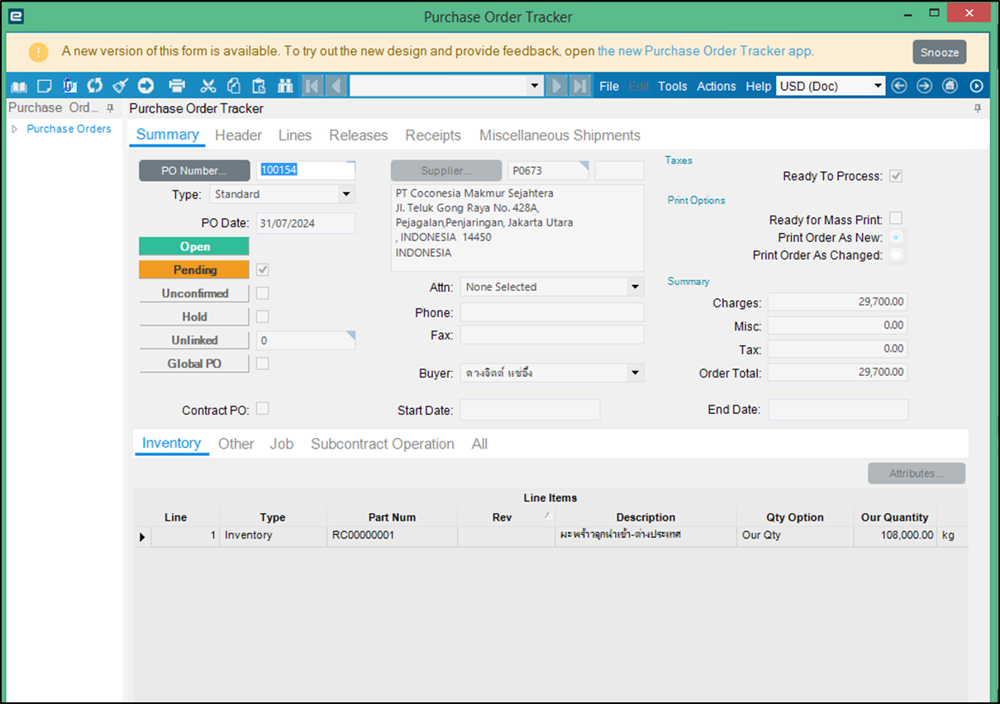 Purchase Order Tracker
A new version of this form is available. To try out the new design and provide feedback, open the new Purchase Order Tracker app.
Snooze
File Edit Tools Actions Help USD (Doc)
Purchase Ord...
Purchase Order Tracker
Purchase Orders
Summary Header Lines Releases Receipts Miscellaneous Shipments
PO Number... 100154
Supplier... P0673
Taxes
Ready To Process:
Type: Standard
PT Coconesia Makmur Sejahtera
Jl. Teluk Gong Raya No. 428A,
Pejagalan,Penjaringan, Jakarta Utara
, INDONESIA 14450
INDONESIA
Print Options
PO Date: 31/07/2024
Ready for Mass Print:
Print Order As New:
Print Order As Changed:
Open
Pending
Unconfirmed
Hold
Unlinked 0
Global PO
Contract PO:
Attn: None Selected
Phone:
Fax:
Buyer: ดวงจิตต์ แซ่อึ้ง
Start Date:
Summary
Charges: 29,700.00
Misc: 0.00
Tax: 0.00
Order Total: 29,700.00
End Date:
Inventory Other Job Subcontract Operation All
Attributes...
Line Items
Line Type Part Num Rev Description Qty Option Our Quantity
1 Inventory RC00000001 มะพร้าวลูกนำเข้า-ต่างประเทศ Our Qty 108,000.00 kg